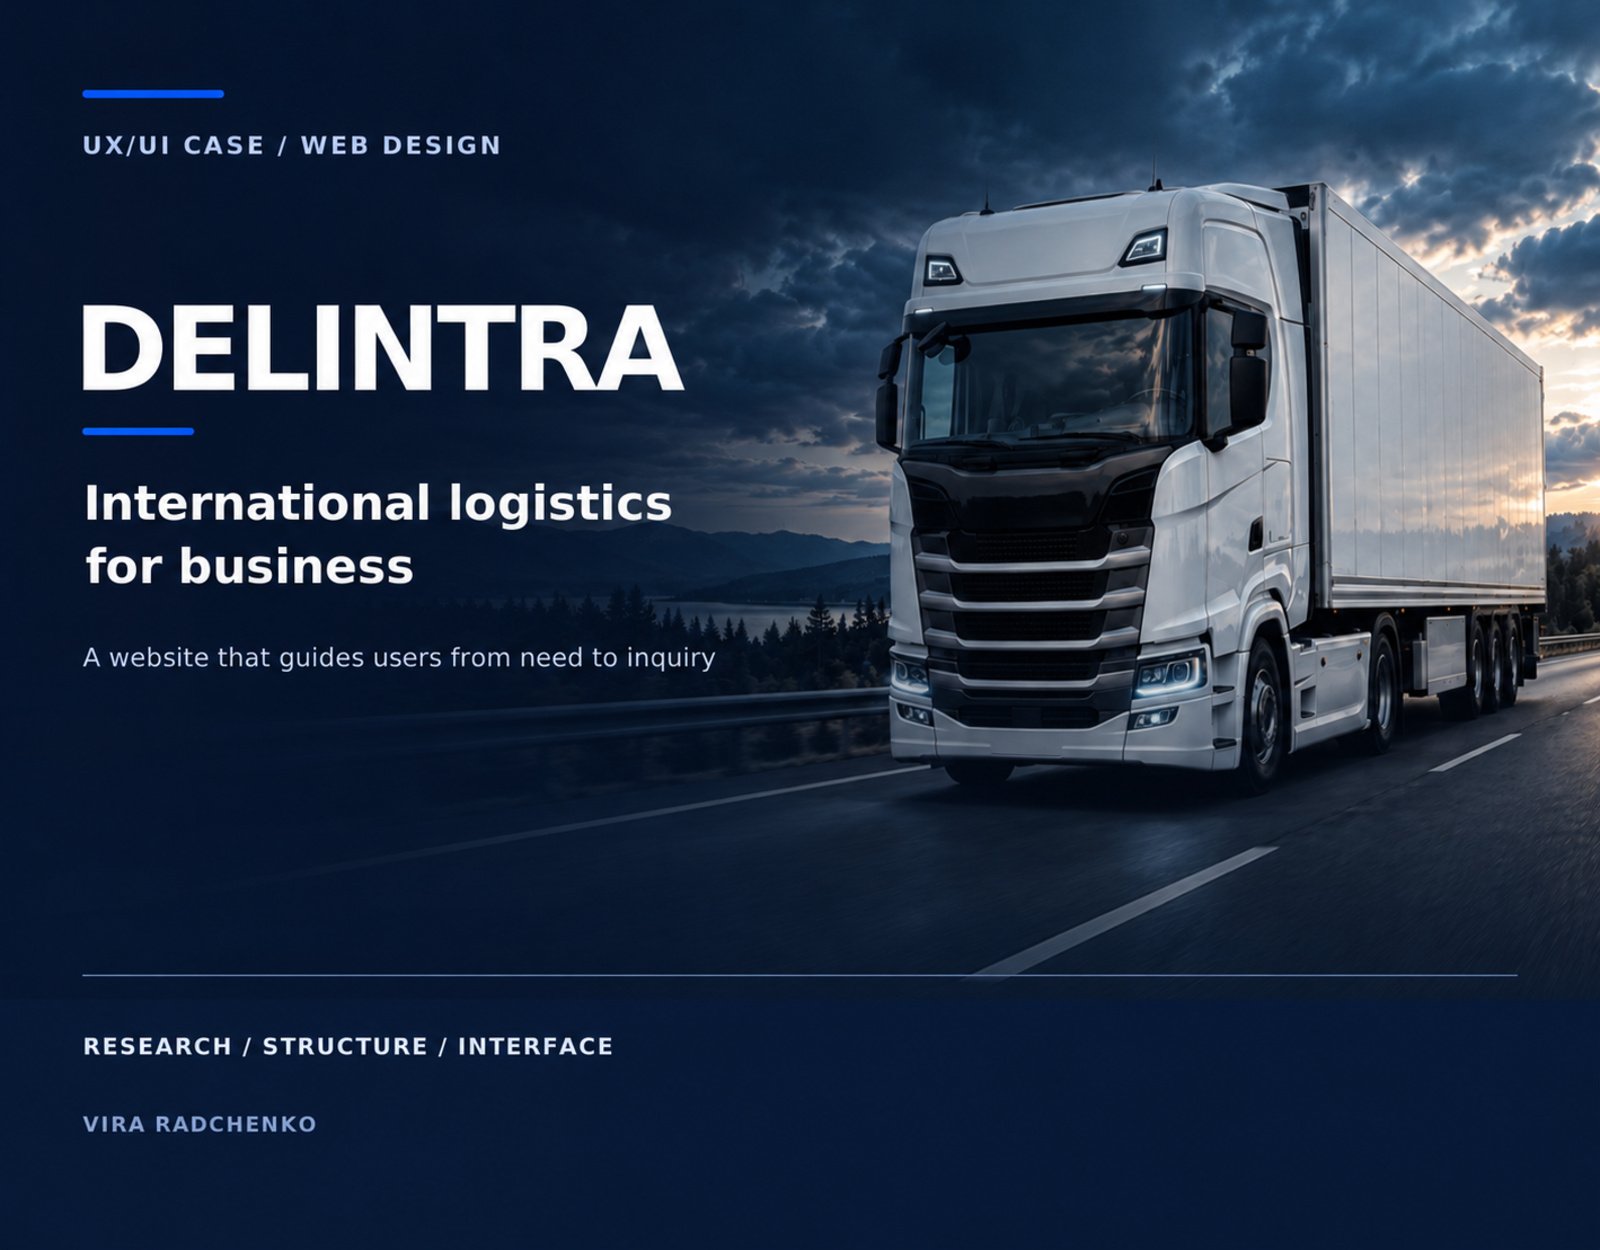 UX/UI CASE / WEB DESIGN
DELINTRA
International logistics
for business
A website that guides users from need to inquiry
RESEARCH / STRUCTURE / INTERFACE
VIRA RADCHENKO